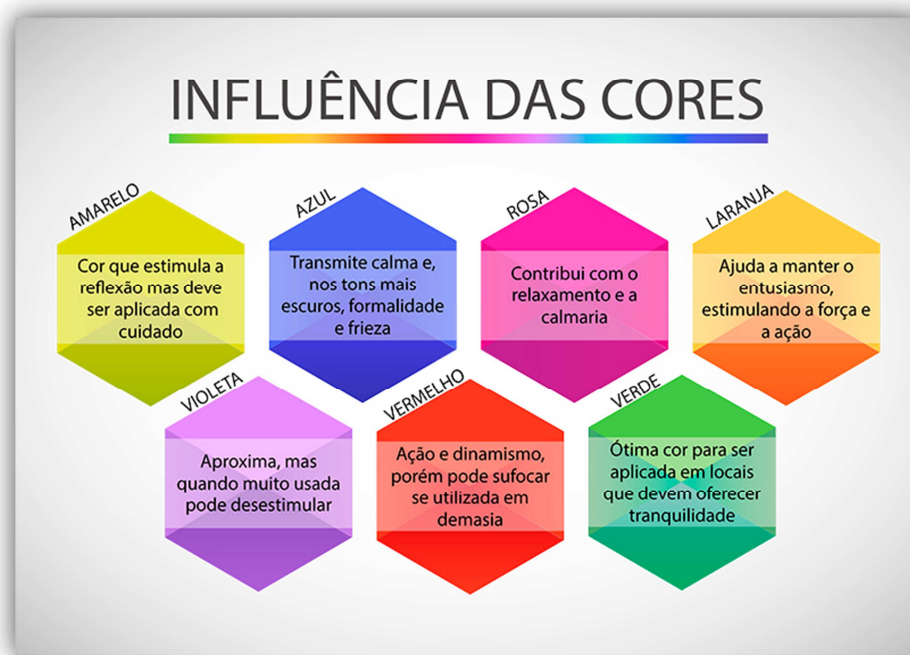 INFLUÊNCIA DAS CORES
AMARELO
Cor que estimula a
reflexão mas deve
ser aplicada com
cuidado
AZUL
Transmite calma e,
nos tons mais
escuros, formalidade
e frieza
ROSA
Contribui com o
relaxamento e a
calmaria
LARANJA
Ajuda a manter o
entusiasmo,
estimulando a força e
a ação
VIOLETA
Aproxima, mas
quando muito usada
pode desestimular
VERMELHO
Ação e dinamismo,
porém pode sufocar
se utilizada em
demasia
VERDE
Ótima cor para ser
aplicada em locais
que devem oferecer
tranquilidade